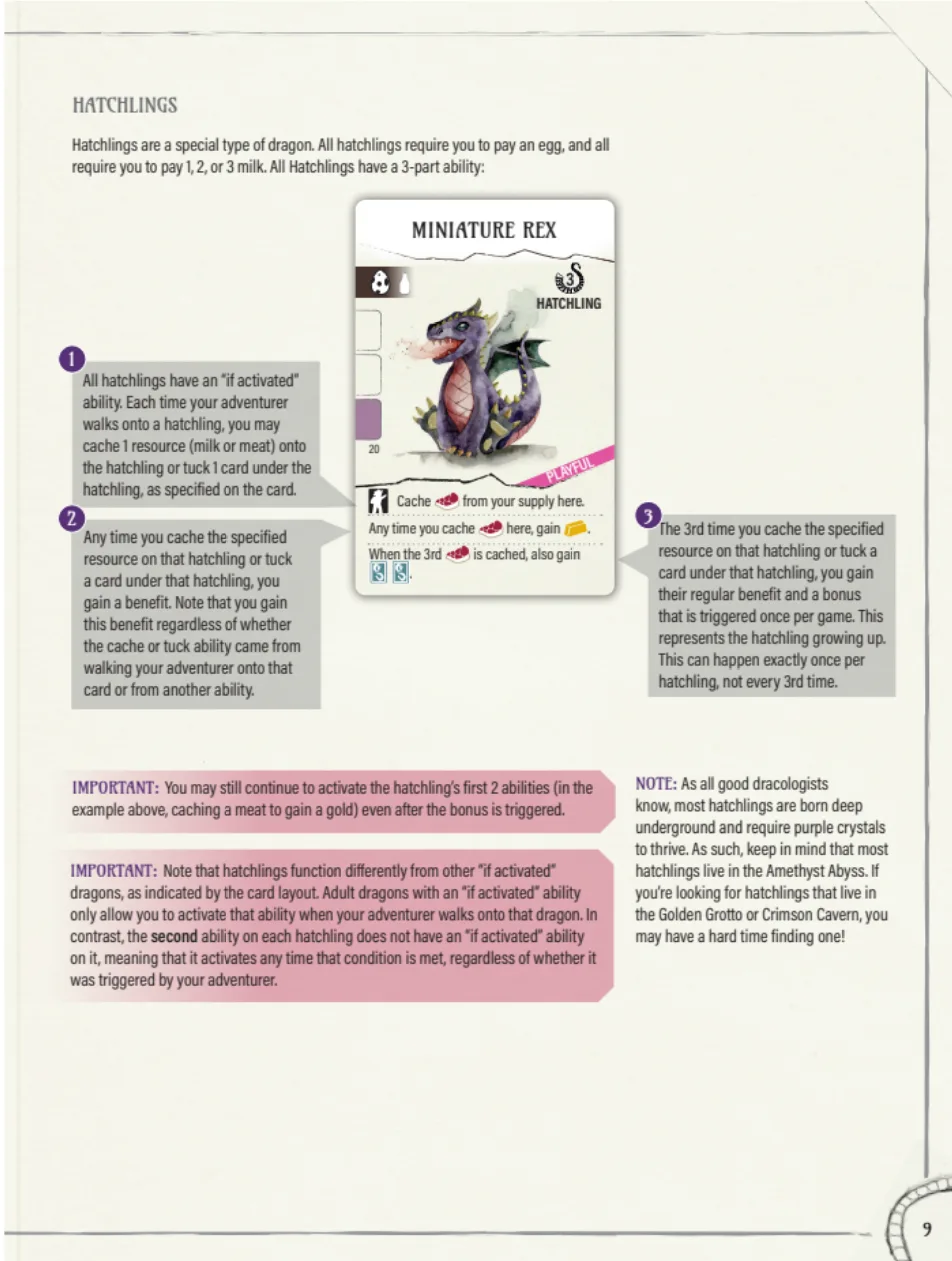 HATCHLINGS
Hatchlings are a special type of dragon. All hatchlings require you to pay an egg, and all
require you to pay 1, 2, or 3 milk. All Hatchlings have a 3-part ability:
MINIATURE REX
3
HATCHLING
20
PLAYFUL
Cache from your supply here.
Any time you cache here, gain .
When the 3rd is cached, also gain
.
1
All hatchlings have an “if activated”
ability. Each time your adventurer
walks onto a hatchling, you may
cache 1 resource (milk or meat) onto
the hatchling or tuck 1 card under the
hatchling, as specified on the card.
2
Any time you cache the specified
resource on that hatchling or tuck
a card under that hatchling, you
gain a benefit. Note that you gain
this benefit regardless of whether
the cache or tuck ability came from
walking your adventurer onto that
card or from another ability.
3
The 3rd time you cache the specified
resource on that hatchling or tuck a
card under that hatchling, you gain
their regular benefit and a bonus
that is triggered once per game. This
represents the hatchling growing up.
This can happen exactly once per
hatchling, not every 3rd time.
IMPORTANT: You may still continue to activate the hatchling’s first 2 abilities (in the
example above, caching a meat to gain a gold) even after the bonus is triggered.
IMPORTANT: Note that hatchlings function differently from other “if activated”
dragons, as indicated by the card layout. Adult dragons with an “if activated” ability
only allow you to activate that ability when your adventurer walks onto that dragon. In
contrast, the second ability on each hatchling does not have an “if activated” ability
on it, meaning that it activates any time that condition is met, regardless of whether it
was triggered by your adventurer.
NOTE: As all good dracologists
know, most hatchlings are born deep
underground and require purple crystals
to thrive. As such, keep in mind that most
hatchlings live in the Amethyst Abyss. If
you’re looking for hatchlings that live in
the Golden Grotto or Crimson Cavern, you
may have a hard time finding one!
9